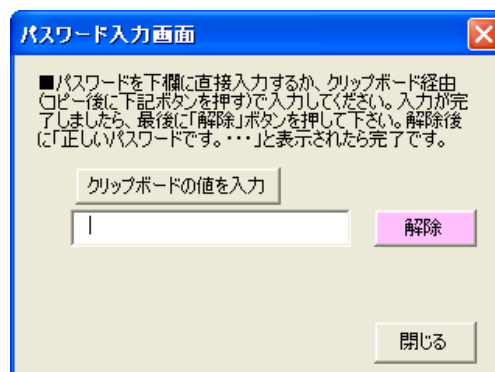 パスワード入力画面
■パスワードを下欄に直接入力するか、クリップボード経由
(コピー後に下記ボタンを押す)で入力してください。入力が完
了しましたら、最後に「解除」ボタンを押して下さい。解除後
に「正しいパスワードです。・・・」と表示されたら完了です。
クリップボードの値を入力
解除
閉じる